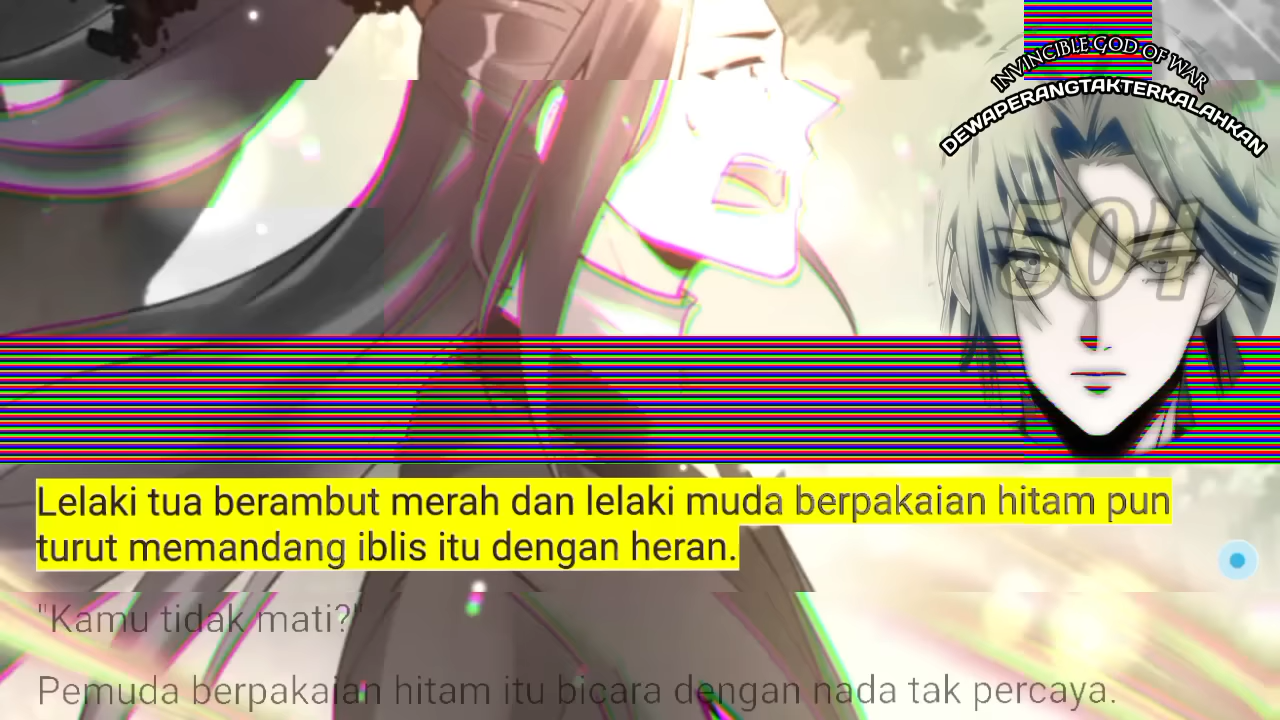 INVINCIBLE GOD OF WAR
DEWAPERANGTAKTERKALAHKAN
504
Lelaki tua berambut merah dan lelaki muda berpakaian hitam pun
turut memandang iblis itu dengan heran.
"Kamu tidak mati?"
Pemuda berpakaian hitam itu bicara dengan nada tak percaya.